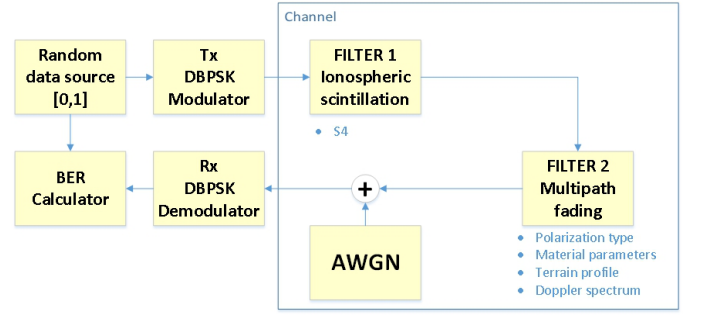 Channel
Random
data source
[0,1]
Tx
DBPSK
Modulator
FILTER 1
Ionospheric
scintillation
• S4
BER
Calculator
Rx
DBPSK
Demodulator
+
FILTER 2
Multipath
fading
AWGN
• Polarization type
• Material parameters
• Terrain profile
• Doppler spectrum